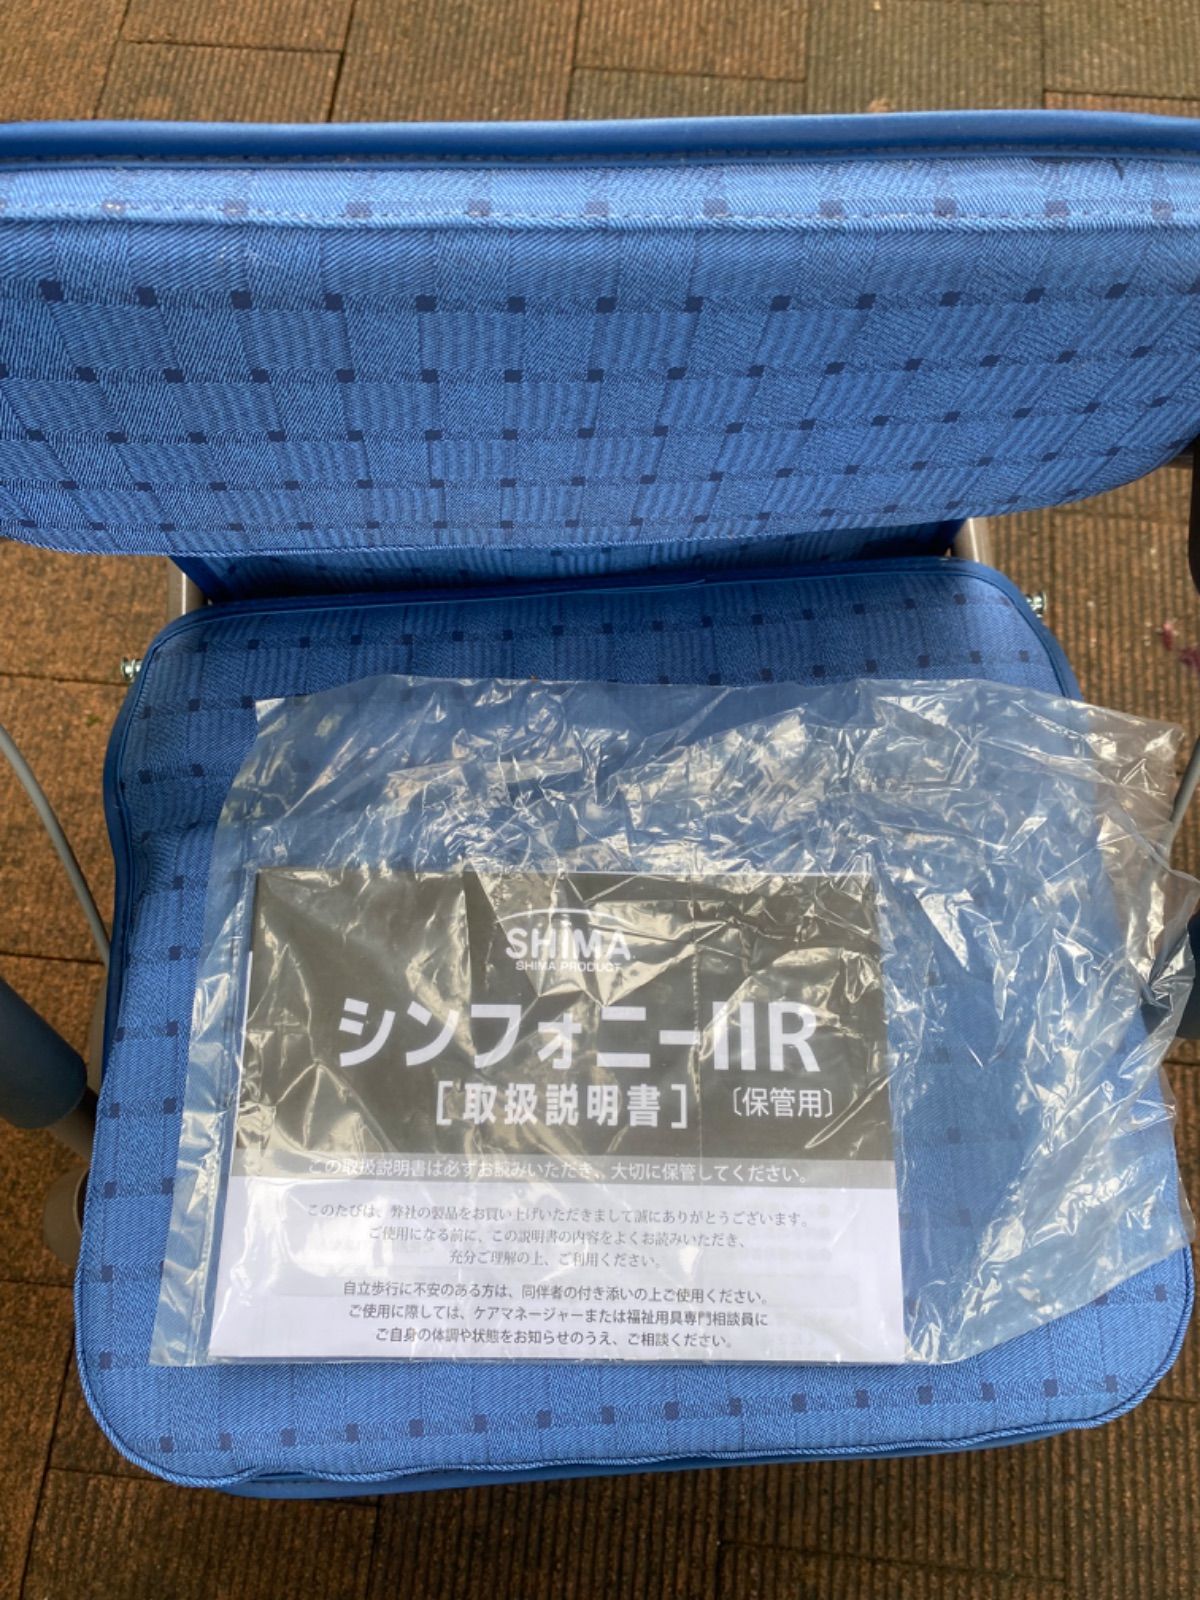 SHIMA
SHIMA PRODUCT
シンフォニーIIR
［取扱説明書］ 〔保管用〕
この取扱説明書は必ずお読みいただき、大切に保管してください。
このたびは、弊社の製品をお買い上げいただきまして誠にありがとうございます。
ご使用になる前に、この説明書の内容をよくお読みいただき、
充分ご理解の上、ご利用ください。
自立歩行に不安のある方は、同伴者の付き添いの上ご使用ください。
ご使用に際しては、ケアマネージャーまたは福祉用具専門相談員に
ご自身の体調や状態をお知らせのうえ、ご相談ください。